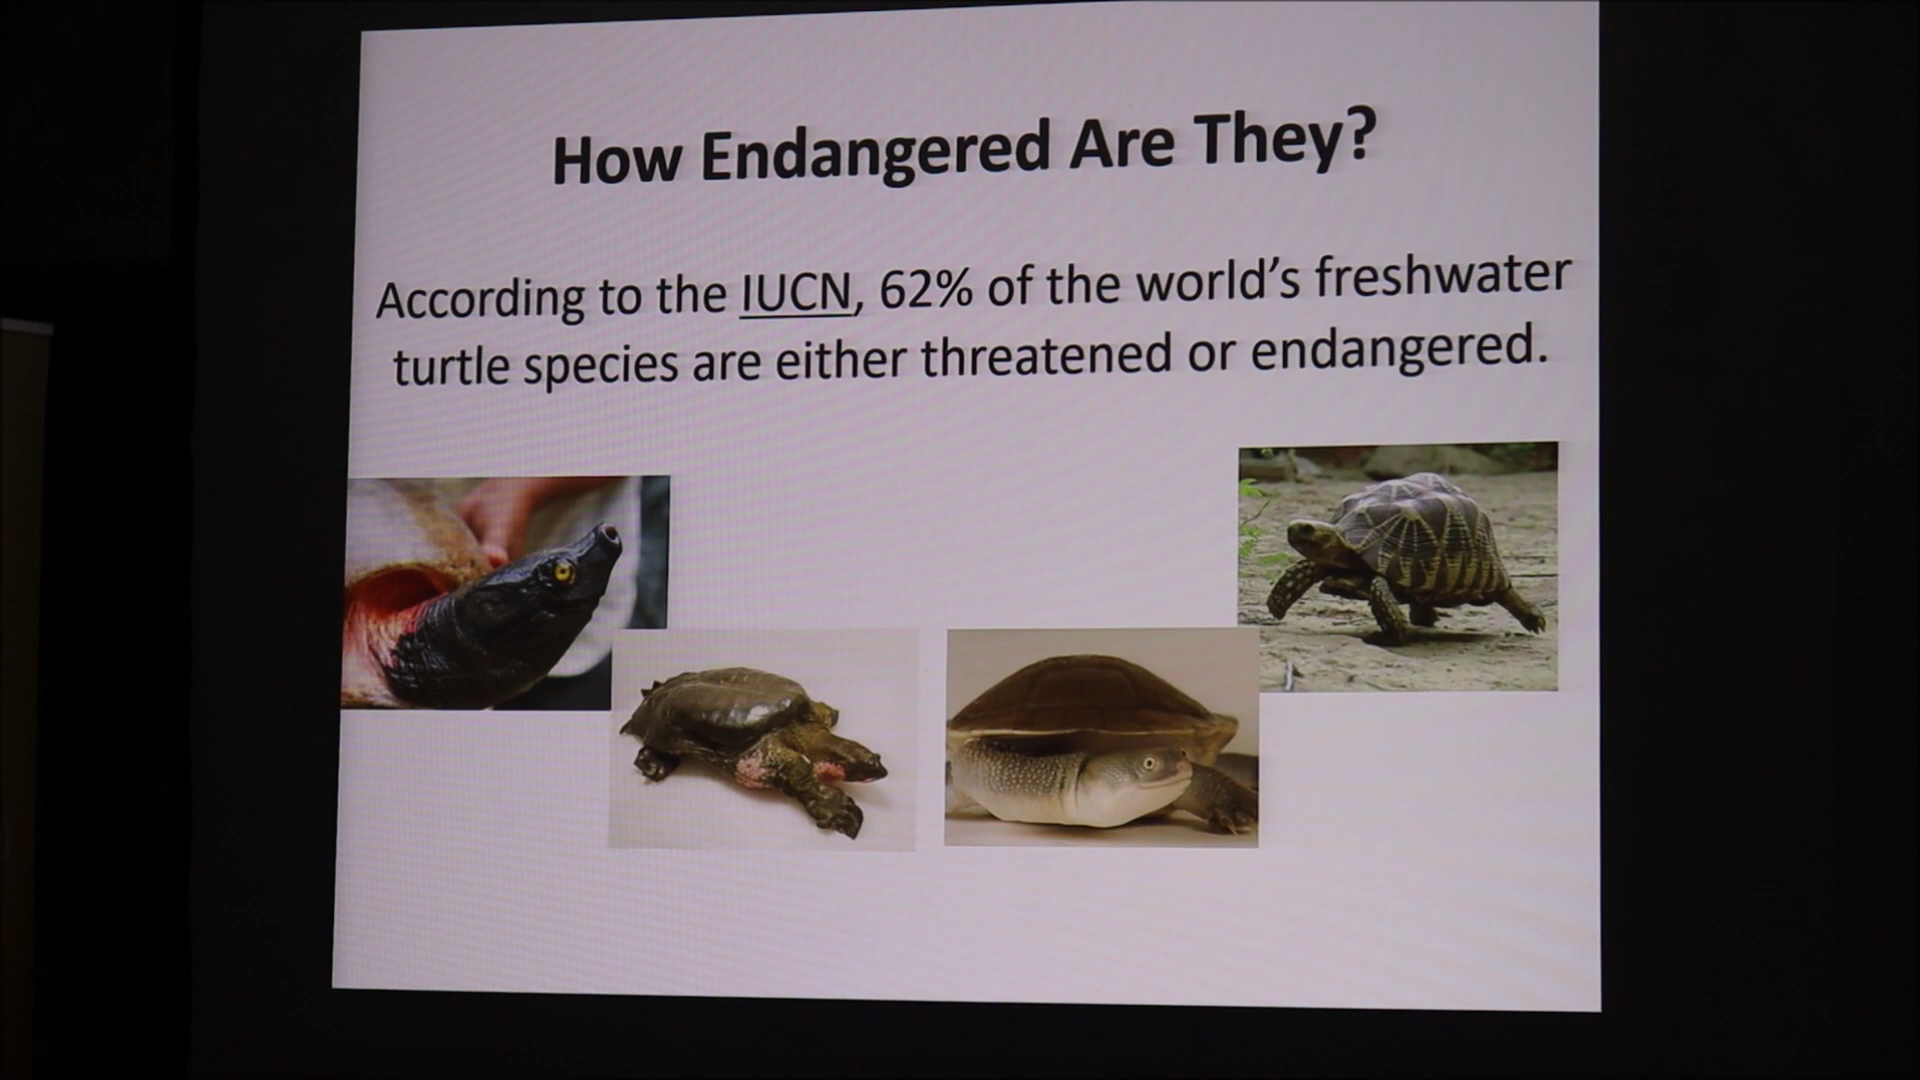 How Endangered Are They?
According to the IUCN, 62% of the world's freshwater
turtle species are either threatened or endangered.